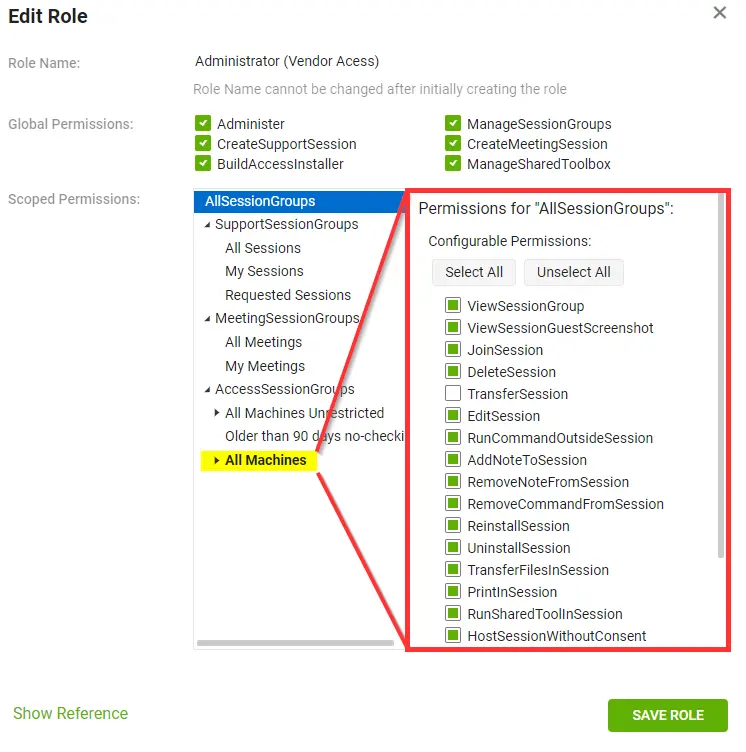 Edit Role
Role Name:
Administrator (Vendor Acess)
Role Name cannot be changed after initially creating the role
Global Permissions:
Administer
ManageSessionGroups
CreateSupportSession
CreateMeetingSession
BuildAccessInstaller
ManageSharedToolbox
Scoped Permissions:
AllSessionGroups
SupportSessionGroups
All Sessions
My Sessions
Requested Sessions
MeetingSessionGroups
All Meetings
My Meetings
AccessSessionGroups
All Machines Unrestricted
Older than 90 days no-checki
All Machines
Permissions for "AllSessionGroups":
Configurable Permissions:
Select All
Unselect All
ViewSessionGroup
ViewSessionGuestScreenshot
JoinSession
DeleteSession
TransferSession
EditSession
RunCommandOutsideSession
AddNoteToSession
RemoveNoteFromSession
RemoveCommandFromSession
ReinstallSession
UninstallSession
TransferFilesInSession
PrintInSession
RunSharedToolInSession
HostSessionWithoutConsent
Show Reference
SAVE ROLE